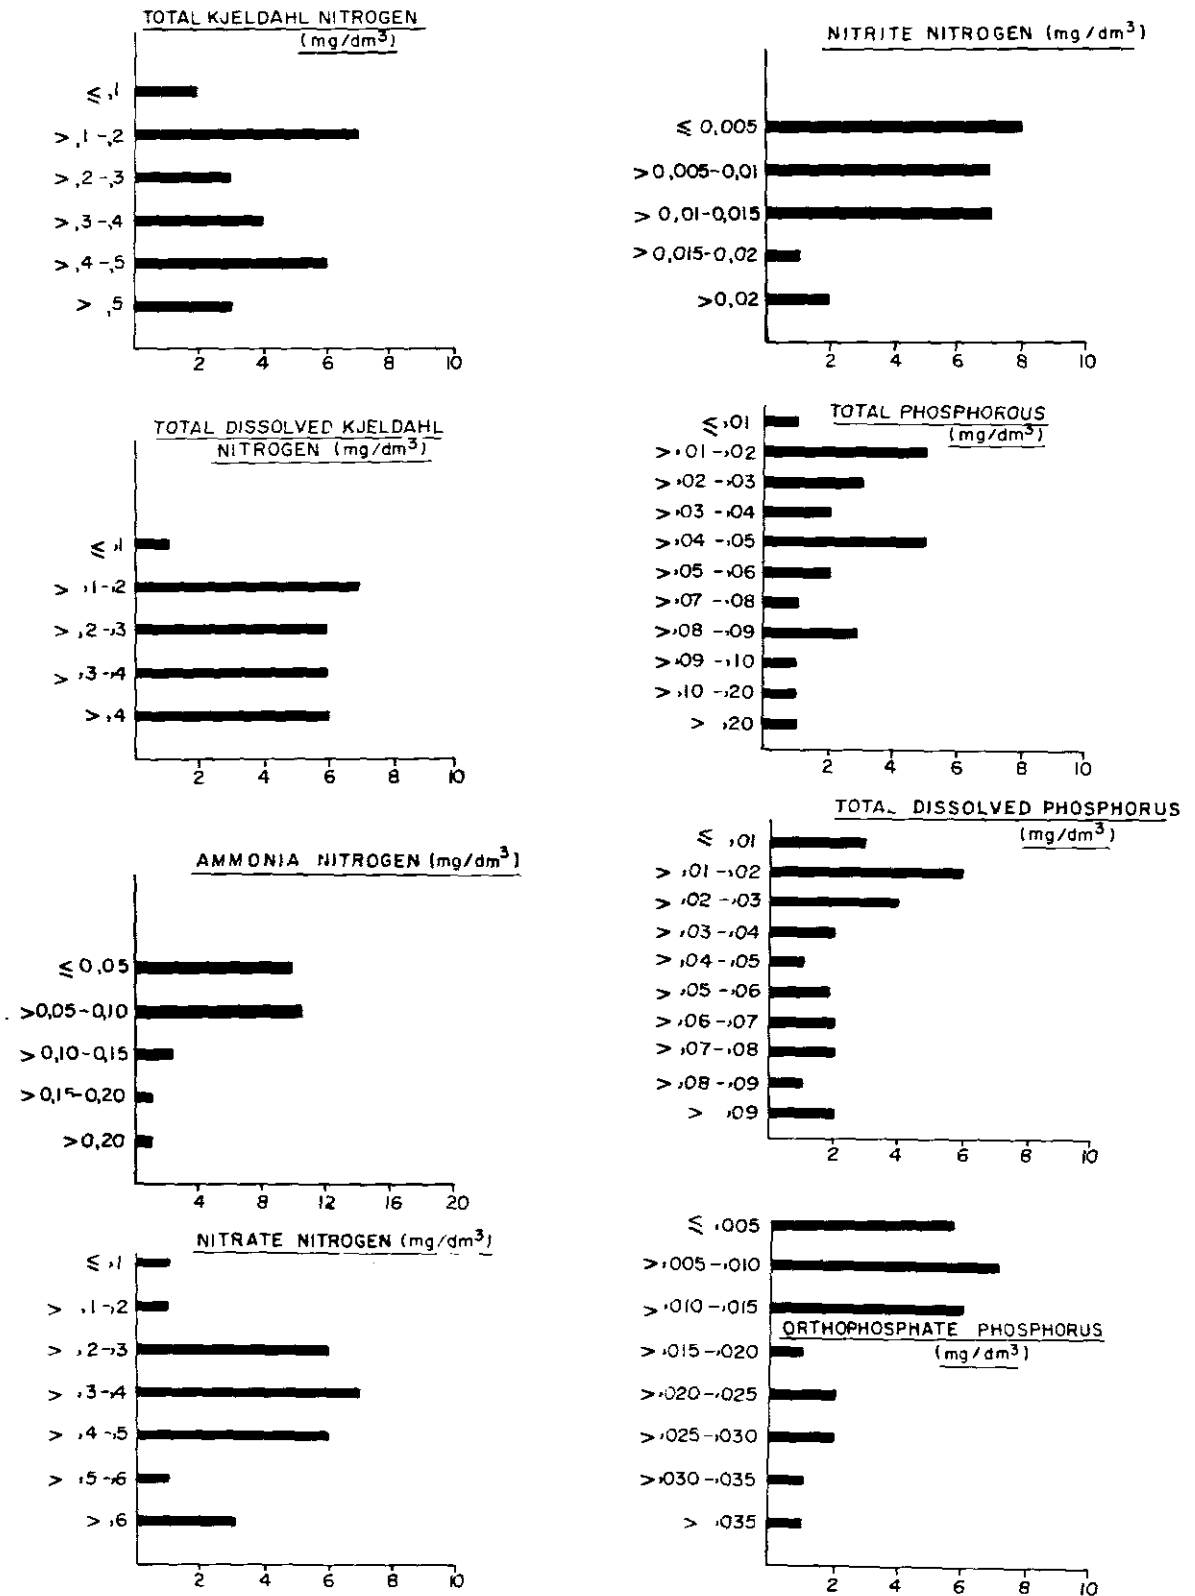 TOTAL KJELDAHL NITROGEN
(mg/dm³)
≤ ,1
> ,1-,2
> ,2-,3
> ,3-,4
> ,4-,5
> ,5
2 4 6 8 10
TOTAL DISSOLVED KJELDAHL
NITROGEN (mg/dm³)
≤ ,1
> ,1-,2
> ,2-,3
> ,3-,4
> ,4
2 4 6 8 10
AMMONIA NITROGEN (mg/dm³)
≤ 0,05
>0,05-0,10
>0,10-0,15
>0,15-0,20
>0,20
4 8 12 16 20
NITRATE NITROGEN (mg/dm³)
≤ ,1
> ,1-,2
> ,2-,3
> ,3-,4
> ,4-,5
> ,5-,6
> ,6
2 4 6 8 10
NITRITE NITROGEN (mg/dm³)
≤ 0,005
>0,005-0,01
> 0,01-0,015
>0,015-0,02
>0,02
2 4 6 8 10
TOTAL PHOSPHOROUS
(mg/dm³)
≤ ,01
> ,01 -,02
> ,02 -,03
> ,03 -,04
> ,04 -,05
> ,05 -,06
> ,07 -,08
> ,08 -,09
> ,09 -,10
> ,10 -,20
> ,20
2 4 6 8 10
TOTAL DISSOLVED PHOSPHORUS
(mg/dm³)
≤ ,01
> ,01 -,02
> ,02 -,03
> ,03 -,04
> ,04 -,05
> ,05 -,06
> ,06 -,07
> ,07 -,08
> ,08 -,09
> ,09
2 4 6 8 10
≤ ,005
> ,005 -,010
> ,010 -,015
ORTHOPHOSPHATE PHOSPHORUS
(mg/dm³)
> ,015 -,020
> ,020 -,025
> ,025 -,030
> ,030 -,035
> ,035
2 4 6 8 10